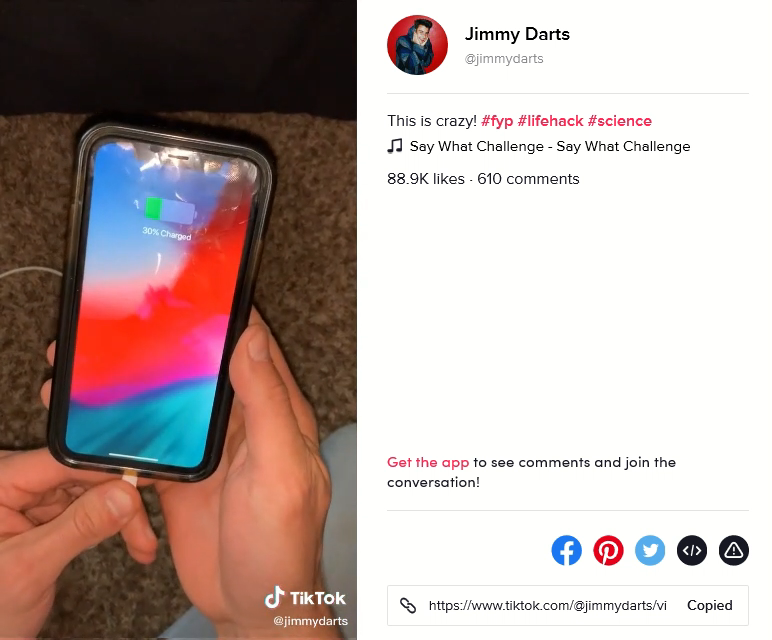 Jimmy Darts
@jimmydarts
This is crazy! #fyp #lifehack #science
Say What Challenge - Say What Challenge
88.9K likes · 610 comments
30% Charged
Get the app to see comments and join the
conversation!
TikTok
@jimmydarts
https://www.tiktok.com/@jimmydarts/vi Copied